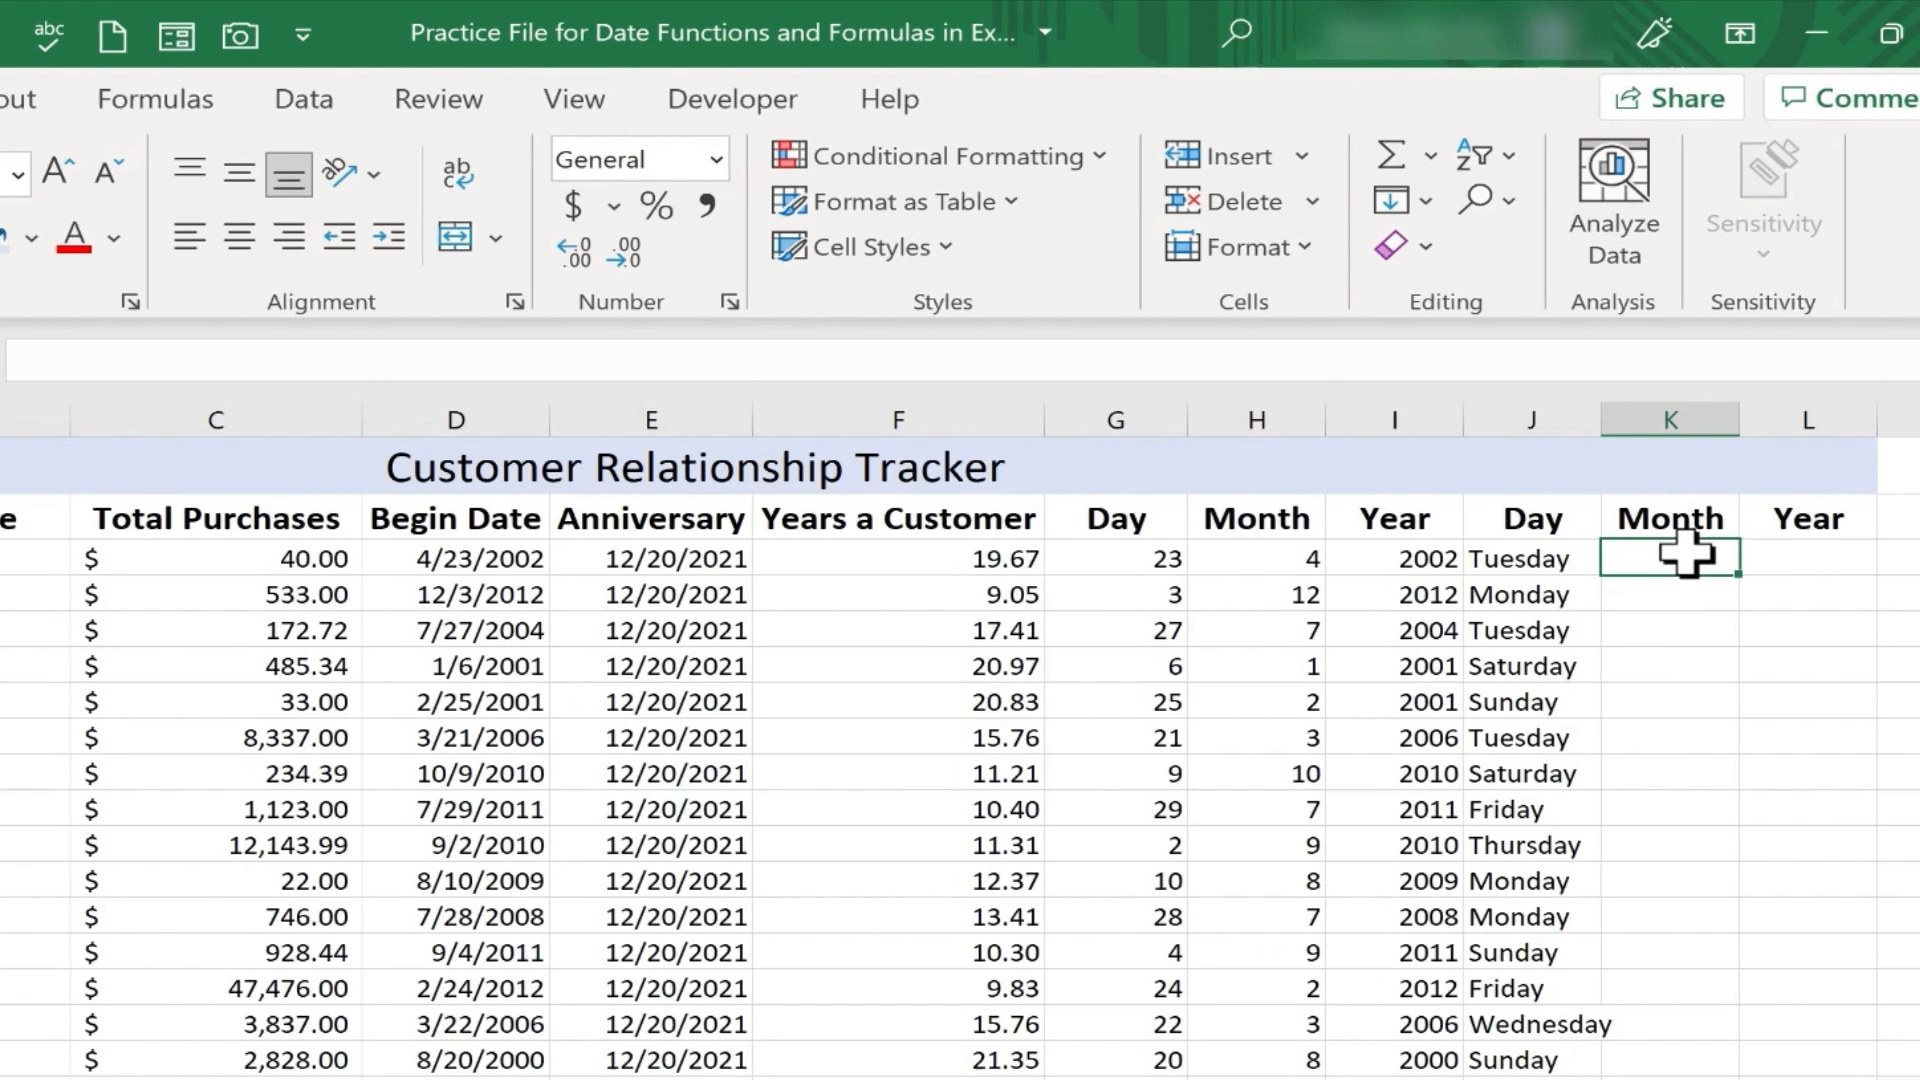 abc Practice File for Date Functions and Formulas in Ex...
out Formulas Data Review View Developer Help Share Comme
A A ab ab c General Conditional Formatting Insert Σ A Z
$ % , Format as Table Delete
A .0 .00 .00 .0 Cell Styles Format Analyze Data Sensitivity
Alignment Number Styles Cells Editing Analysis Sensitivity
C D E F G H I J K L
Customer Relationship Tracker
e Total Purchases Begin Date Anniversary Years a Customer Day Month Year Day Month Year
$ 40.00 4/23/2002 12/20/2021 19.67 23 4 2002 Tuesday
$ 533.00 12/3/2012 12/20/2021 9.05 3 12 2012 Monday
$ 172.72 7/27/2004 12/20/2021 17.41 27 7 2004 Tuesday
$ 485.34 1/6/2001 12/20/2021 20.97 6 1 2001 Saturday
$ 33.00 2/25/2001 12/20/2021 20.83 25 2 2001 Sunday
$ 8,337.00 3/21/2006 12/20/2021 15.76 21 3 2006 Tuesday
$ 234.39 10/9/2010 12/20/2021 11.21 9 10 2010 Saturday
$ 1,123.00 7/29/2011 12/20/2021 10.40 29 7 2011 Friday
$ 12,143.99 9/2/2010 12/20/2021 11.31 2 9 2010 Thursday
$ 22.00 8/10/2009 12/20/2021 12.37 10 8 2009 Monday
$ 746.00 7/28/2008 12/20/2021 13.41 28 7 2008 Monday
$ 928.44 9/4/2011 12/20/2021 10.30 4 9 2011 Sunday
$ 47,476.00 2/24/2012 12/20/2021 9.83 24 2 2012 Friday
$ 3,837.00 3/22/2006 12/20/2021 15.76 22 3 2006 Wednesday
$ 2,828.00 8/20/2000 12/20/2021 21.35 20 8 2000 Sunday